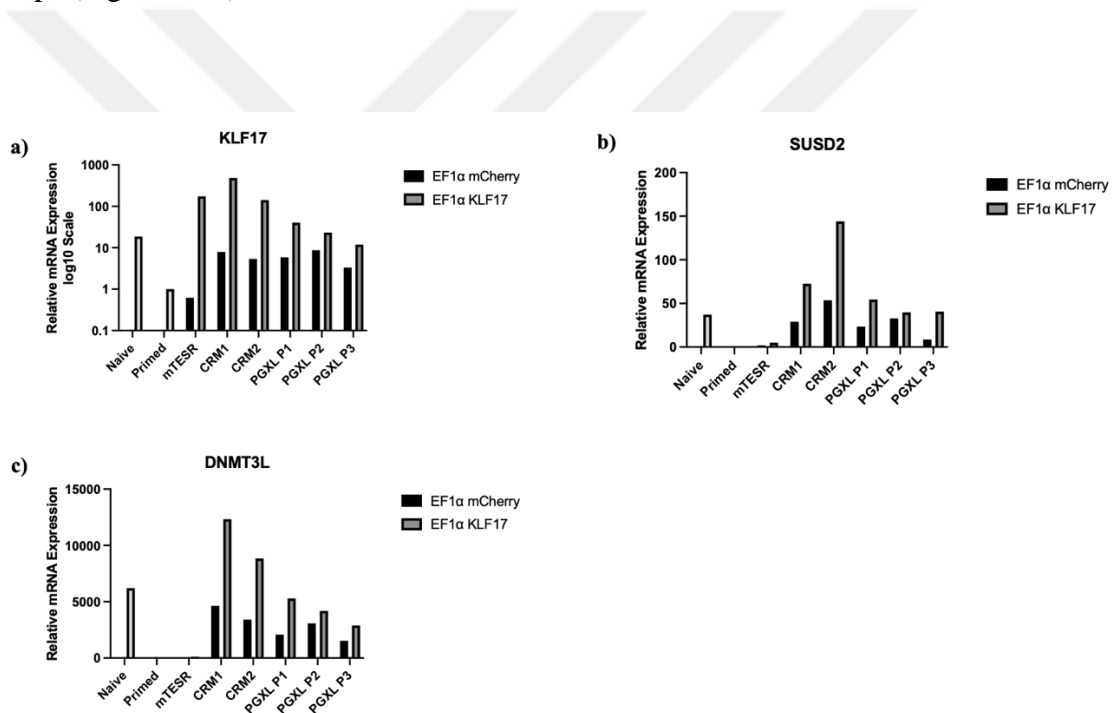 a)
KLF17
Relative mRNA Expression
log10 Scale
1000
100
10
1
0.1
Naive
Primed
mTESR
CRM1
CRM2
PGXL P1
PGXL P2
PGXL P3
EF1α mCherry
EF1α KLF17
b)
SUSD2
Relative mRNA Expression
200
150
100
50
0
Naive
Primed
mTESR
CRM1
CRM2
PGXL P1
PGXL P2
PGXL P3
EF1α mCherry
EF1α KLF17
c)
DNMT3L
Relative mRNA Expression
15000
10000
5000
0
Naive
Primed
mTESR
CRM1
CRM2
PGXL P1
PGXL P2
PGXL P3
EF1α mCherry
EF1α KLF17